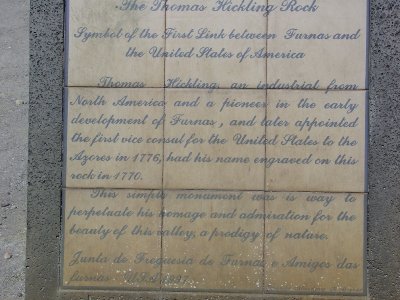 The Thomas Hickling Rock
Symbol of the First Link between Furnas and
the United States of America
Thomas Hickling, an industrial from
North America and a pioneer in the early
development of Furnas, and later appointed
the first vice consul for the United States to the
Azores in 1776, had his name engraved on this
rock in 1770.
This simple monument was is way to
perpetuate his homage and admiration for the
beauty of this valley, a prodigy of nature.
Junta de Freguesia de Furnas e Amigos das
Furnas